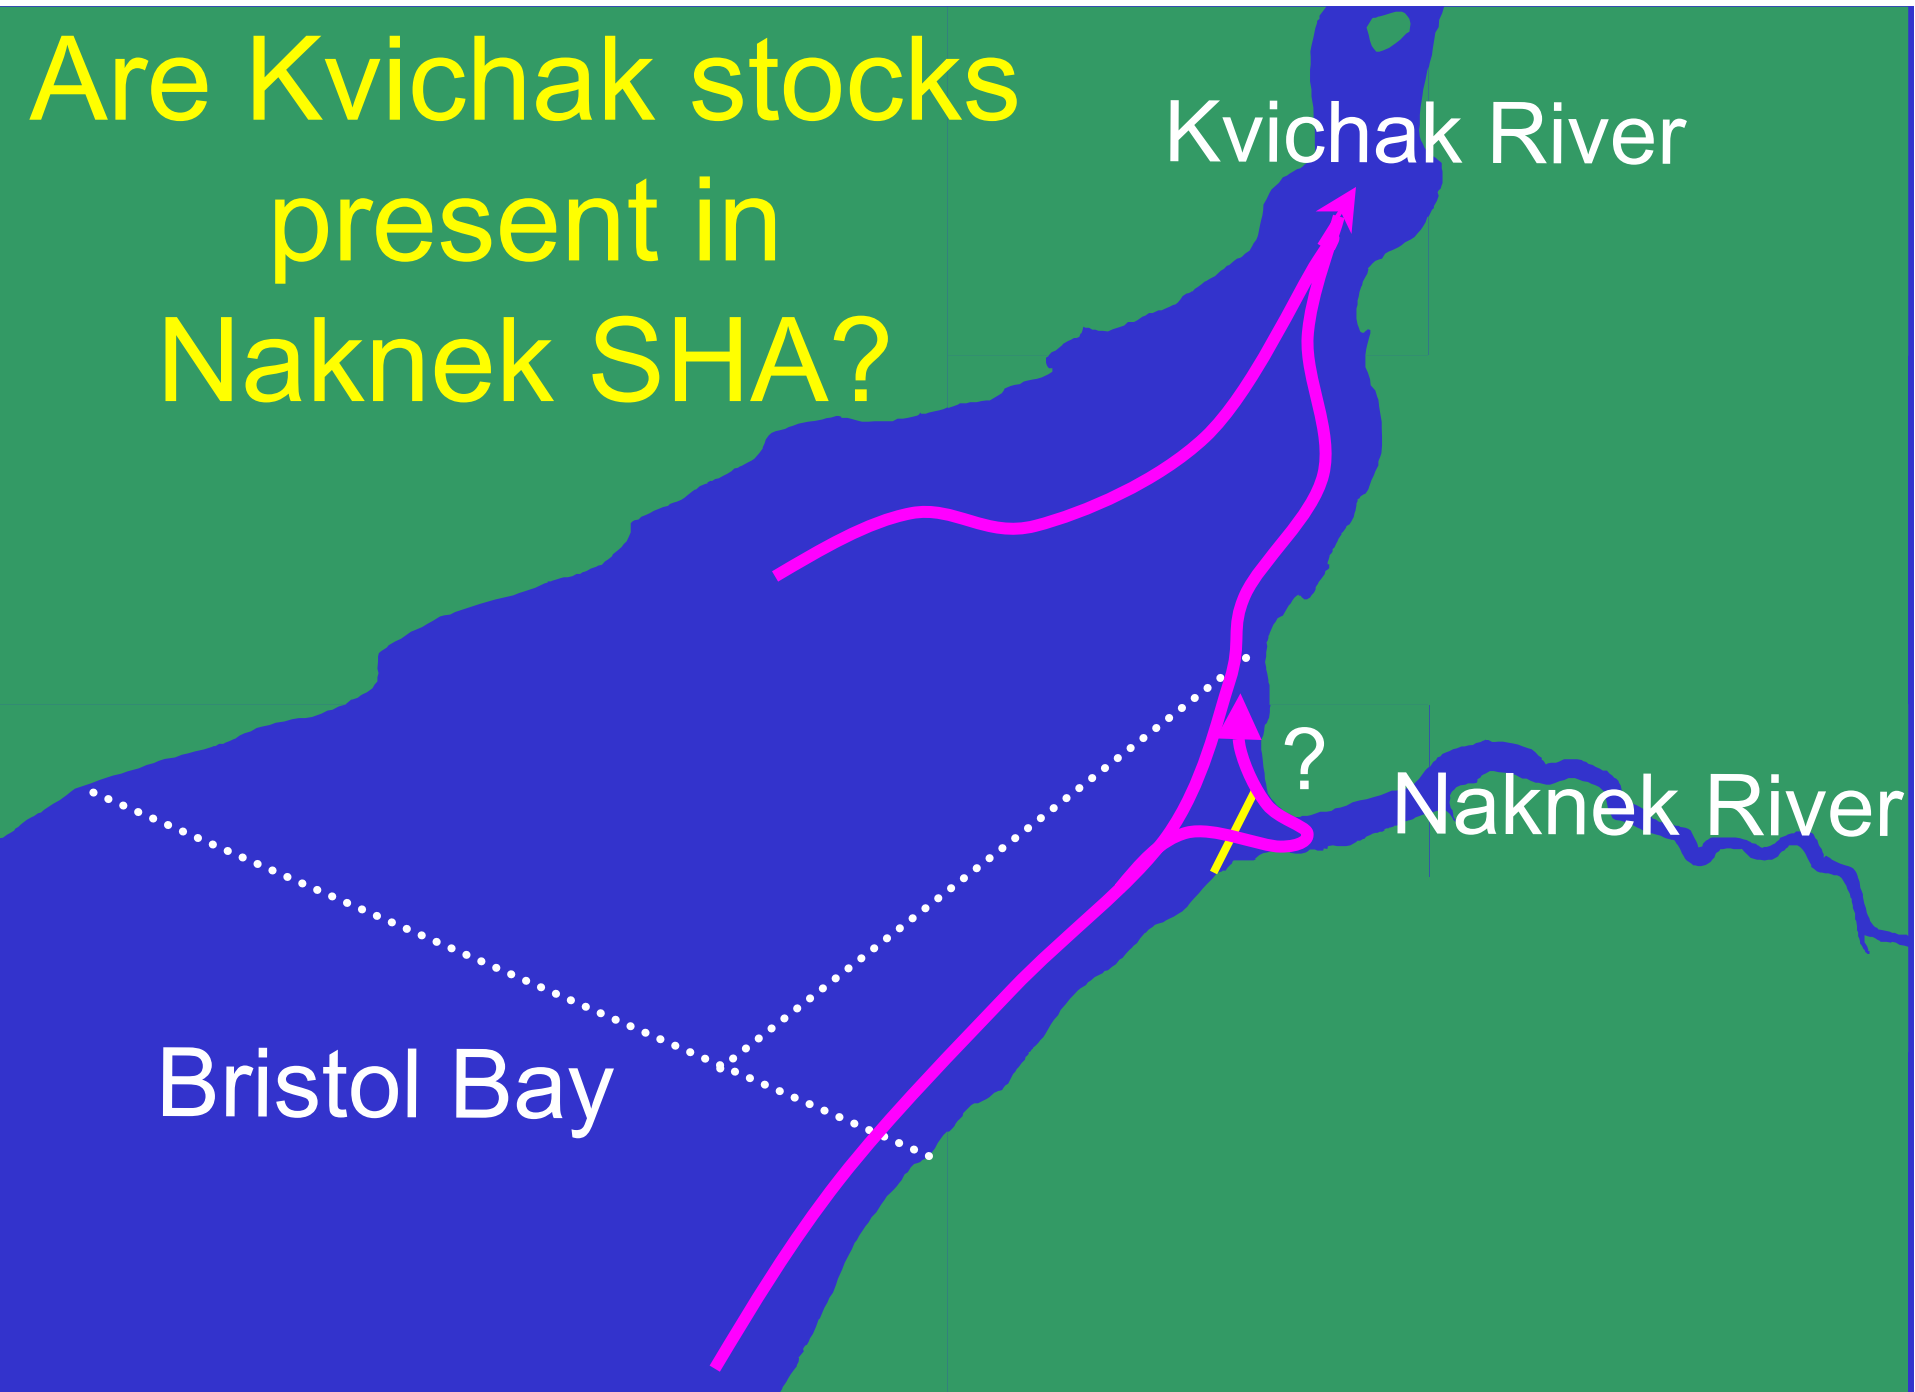 Are Kvichak stocks
present in
Naknek SHA?
Kvichak River
?
Naknek River
Bristol Bay